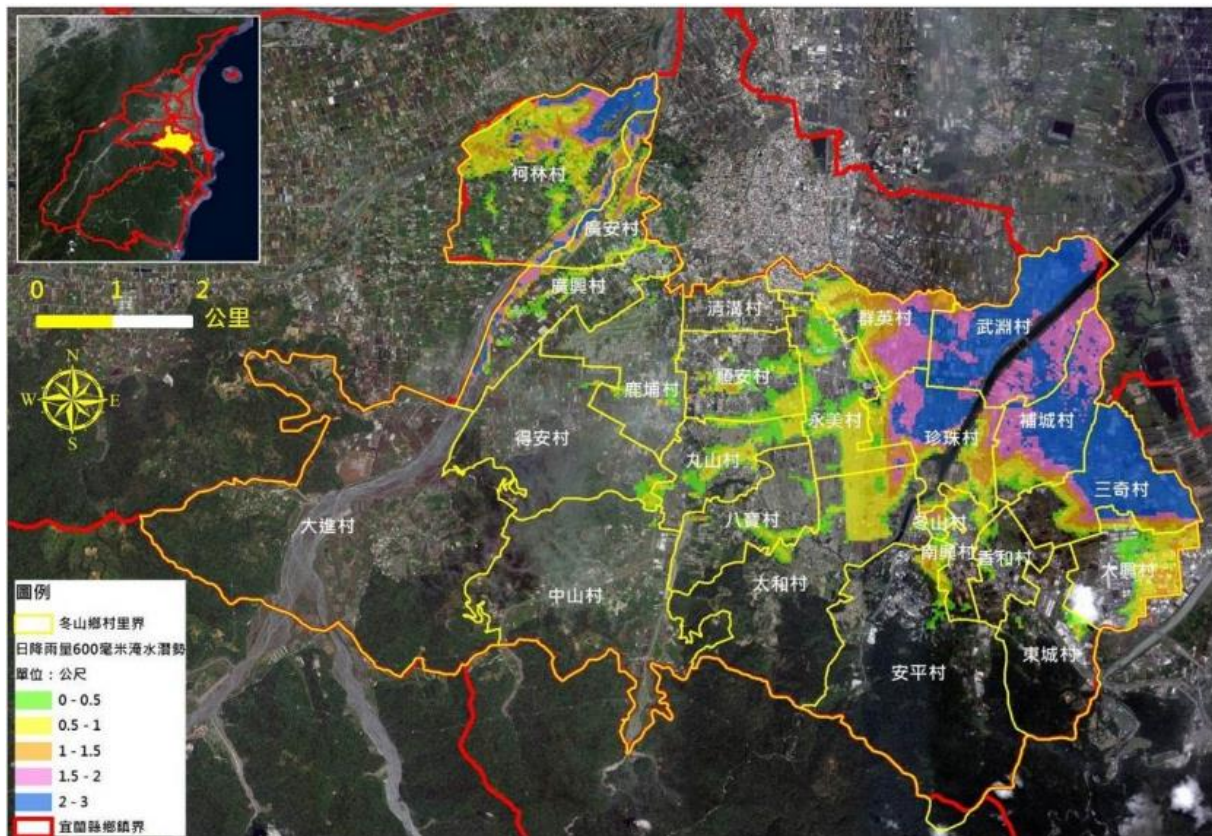 0 1 2
公里
N
W E
S
柯林村
廣安村
廣興村
清溝村
群英村
武淵村
鹿埔村
順安村
永美村
得安村
珍珠村
補城村
丸山村
三奇村
大進村
八寶村
冬山村
南興村
香和村
大興村
中山村
太和村
安平村
東城村
圖例
冬山鄉村里界
日降雨量600毫米淹水潛勢
單位：公尺
0 - 0.5
0.5 - 1
1 - 1.5
1.5 - 2
2 - 3
宜蘭縣鄉鎮界